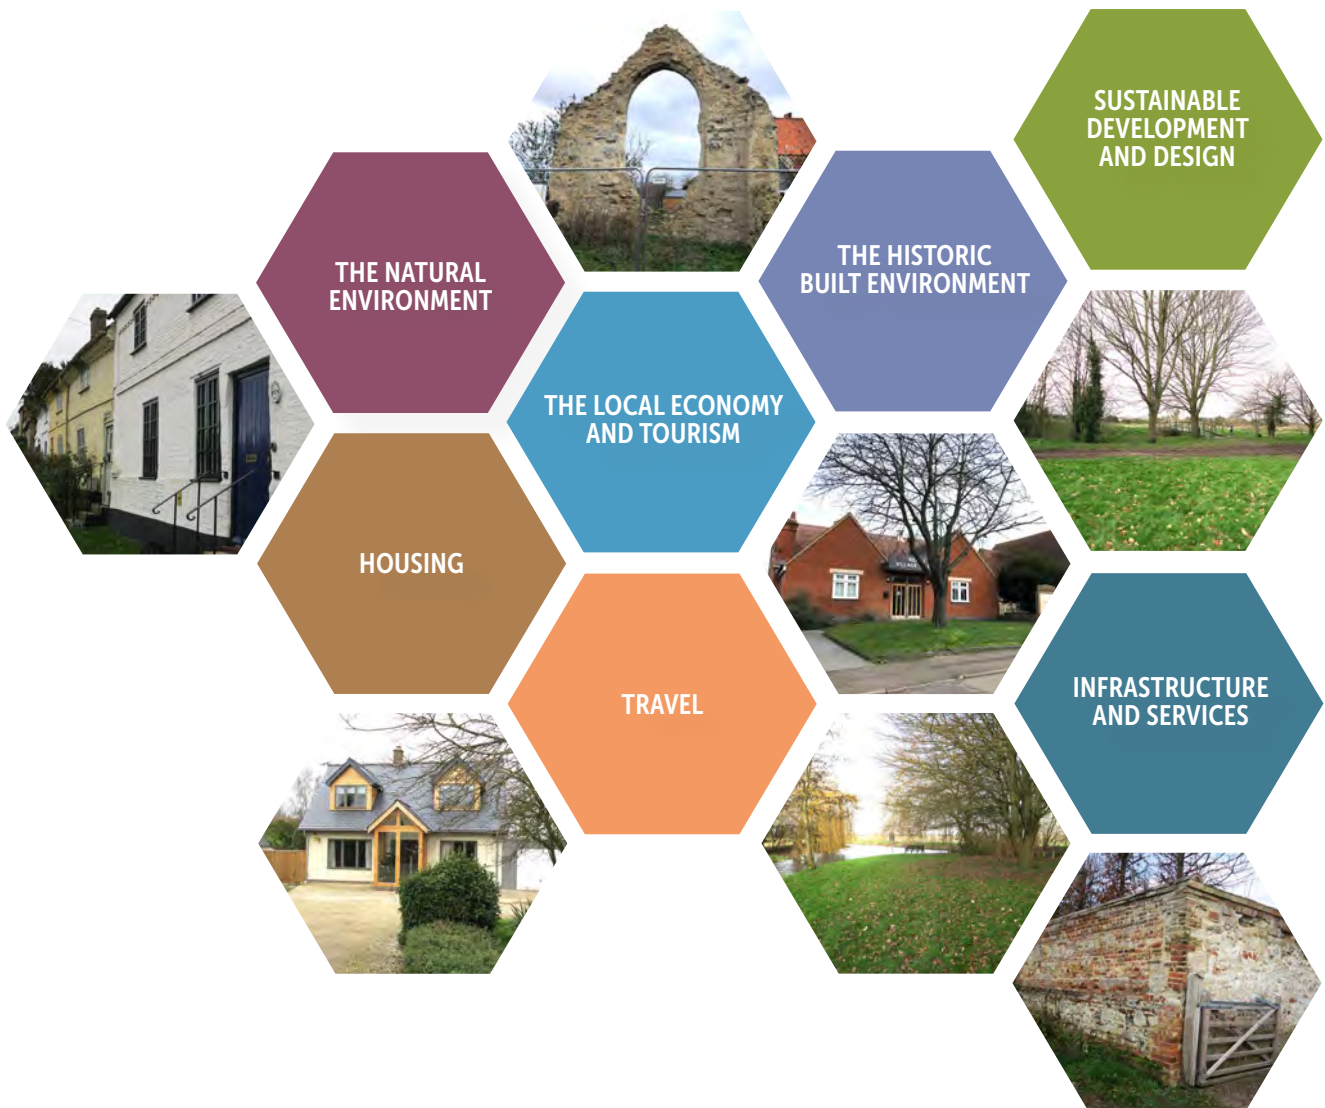 SUSTAINABLE
DEVELOPMENT
AND DESIGN
THE NATURAL
ENVIRONMENT
THE HISTORIC
BUILT ENVIRONMENT
THE LOCAL ECONOMY
AND TOURISM
HOUSING
VILLAGE
TRAVEL
INFRASTRUCTURE
AND SERVICES